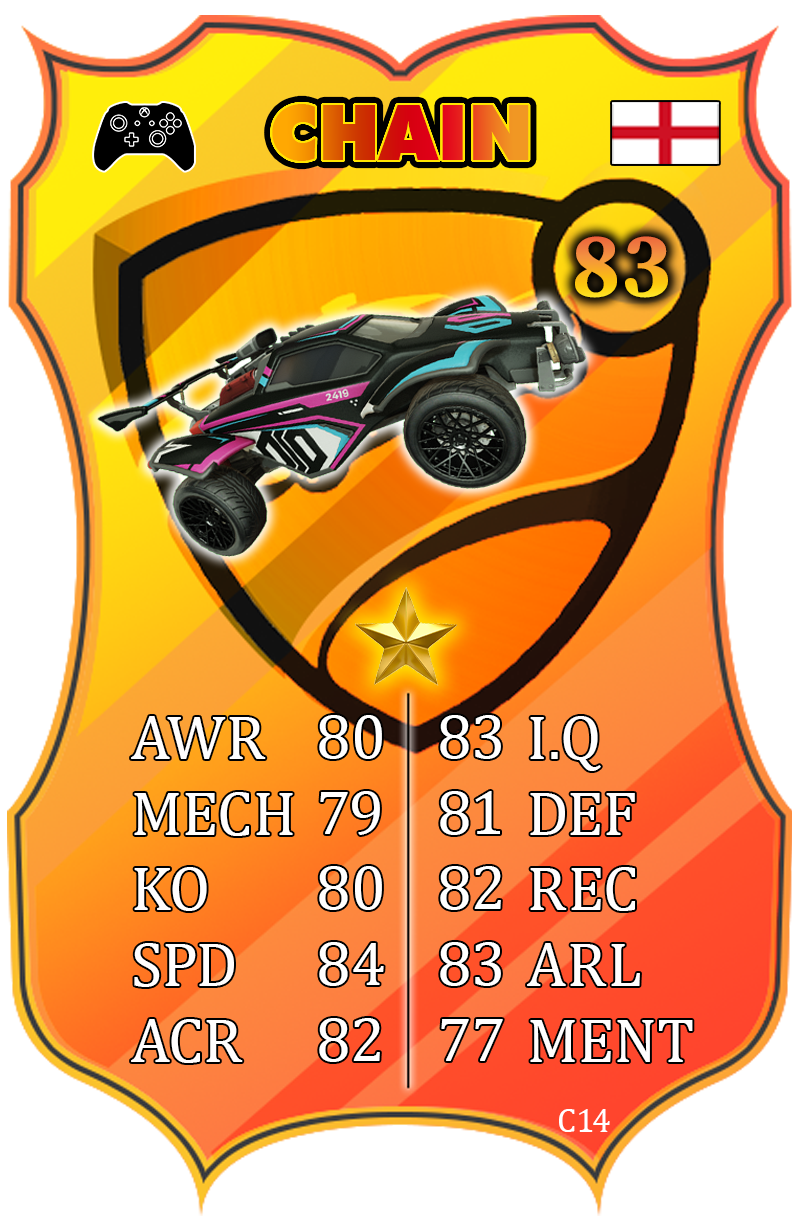 CHAIN
83
2419
AWR 80 83 I.Q
MECH 79 81 DEF
KO 80 82 REC
SPD 84 83 ARL
ACR 82 77 MENT
C14